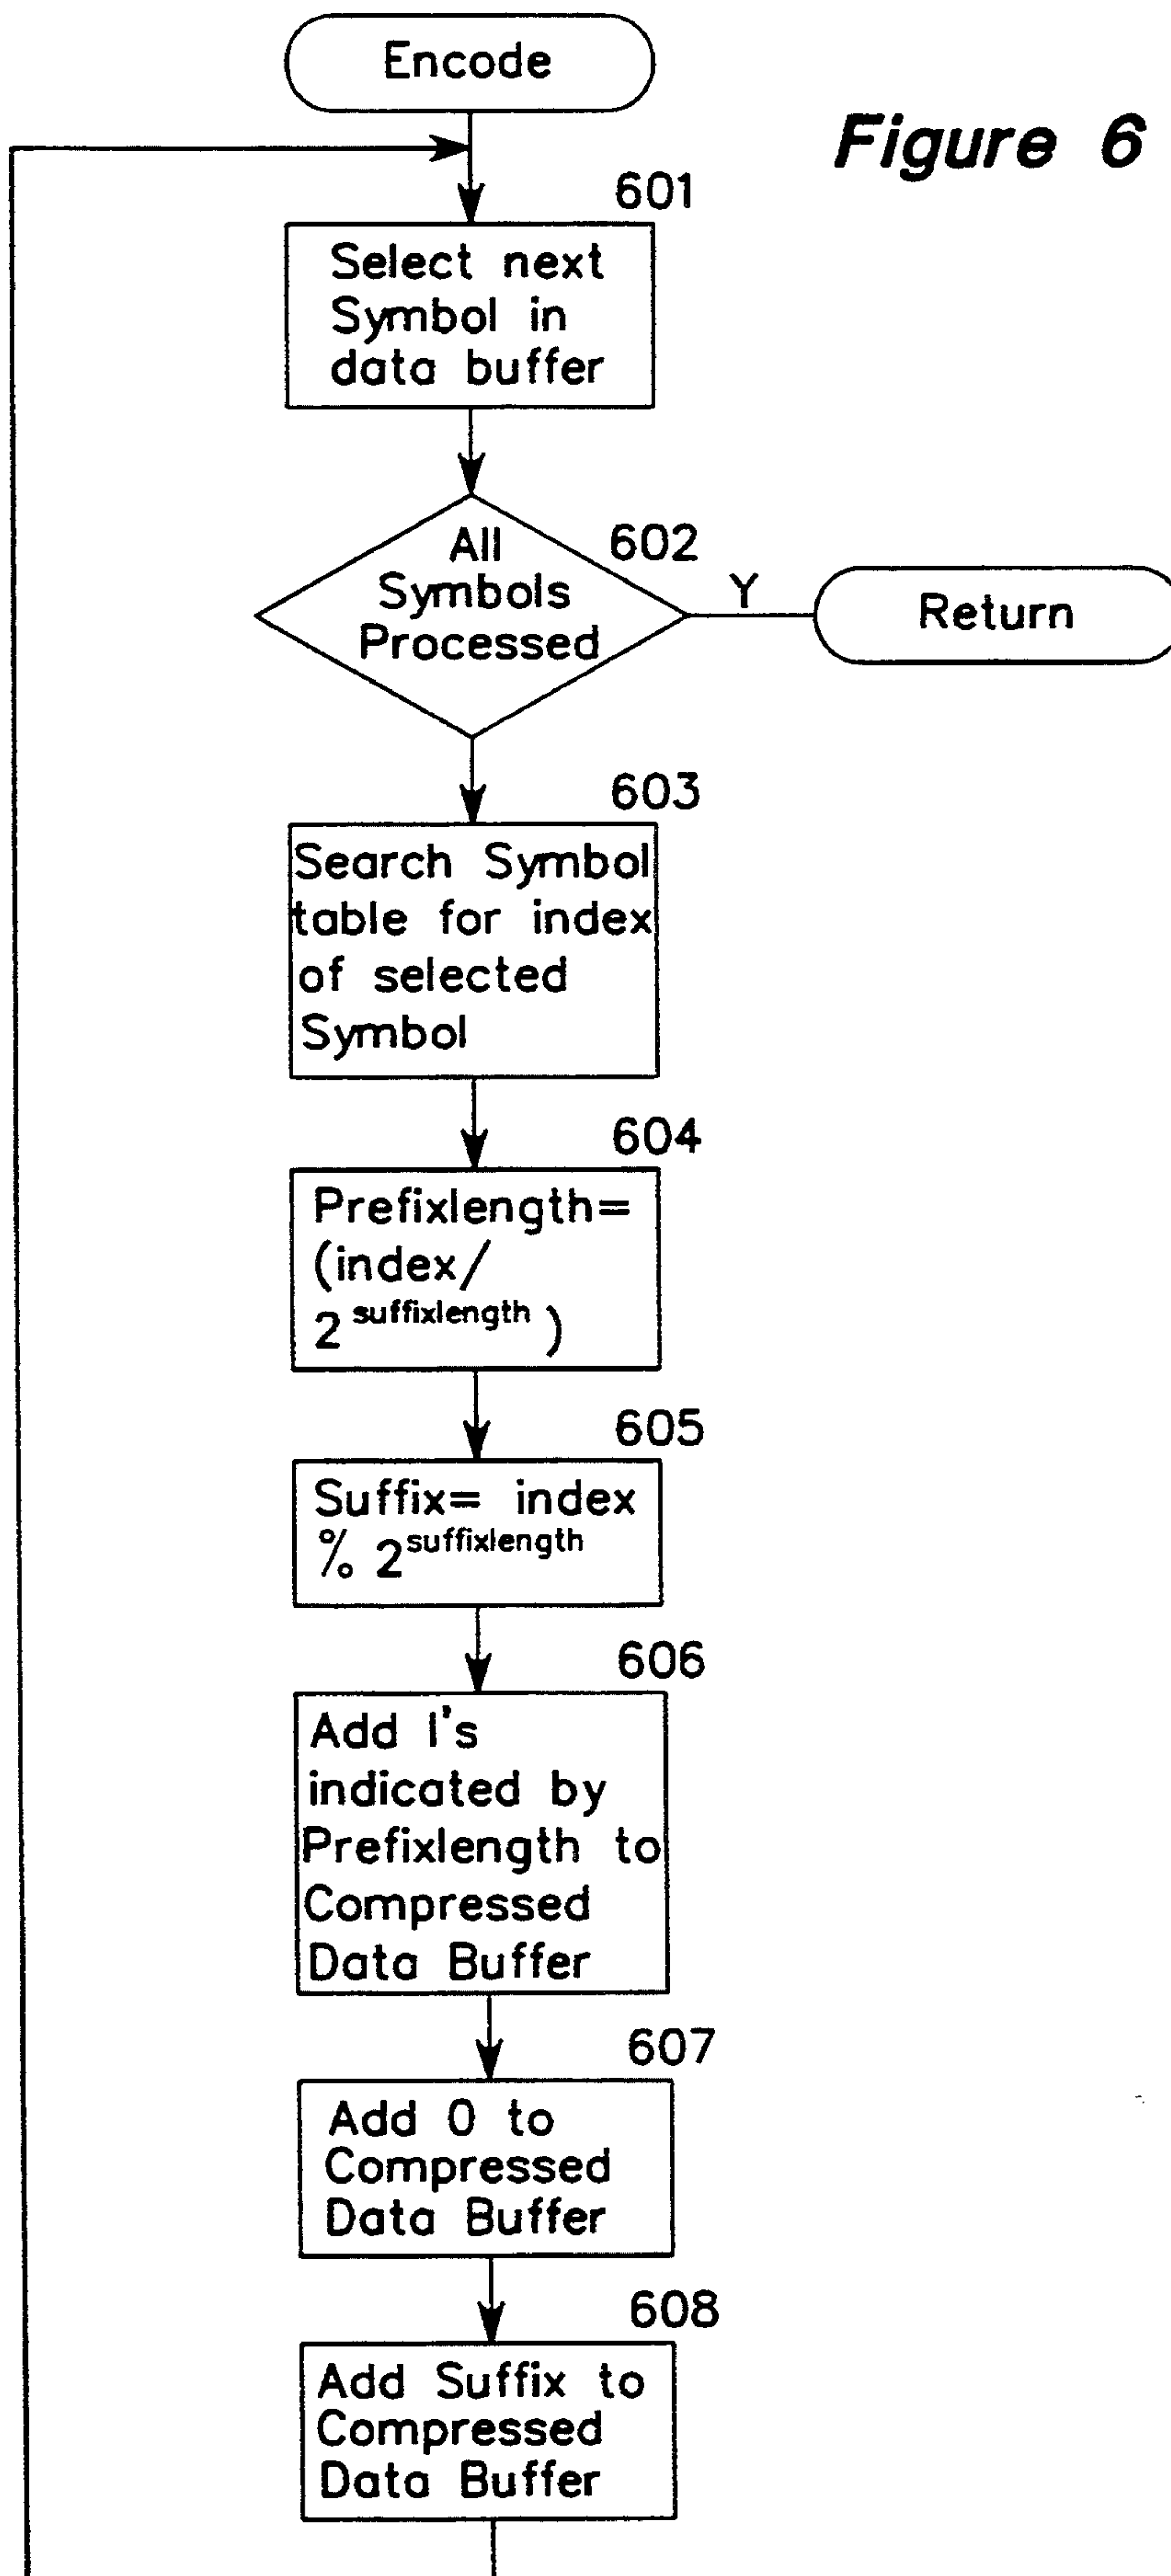 Encode
Figure 6
601
Select next
Symbol in
data buffer
602
All
Symbols
Processed
Y
Return
603
Search Symbol
table for index
of selected
Symbol
604
Prefixlength=
(index/
2 suffixlength )
605
Suffix= index
% 2suffixlength
606
Add 1's
indicated by
Prefixlength to
Compressed
Data Buffer
607
Add 0 to
Compressed
Data Buffer
608
Add Suffix to
Compressed
Data Buffer